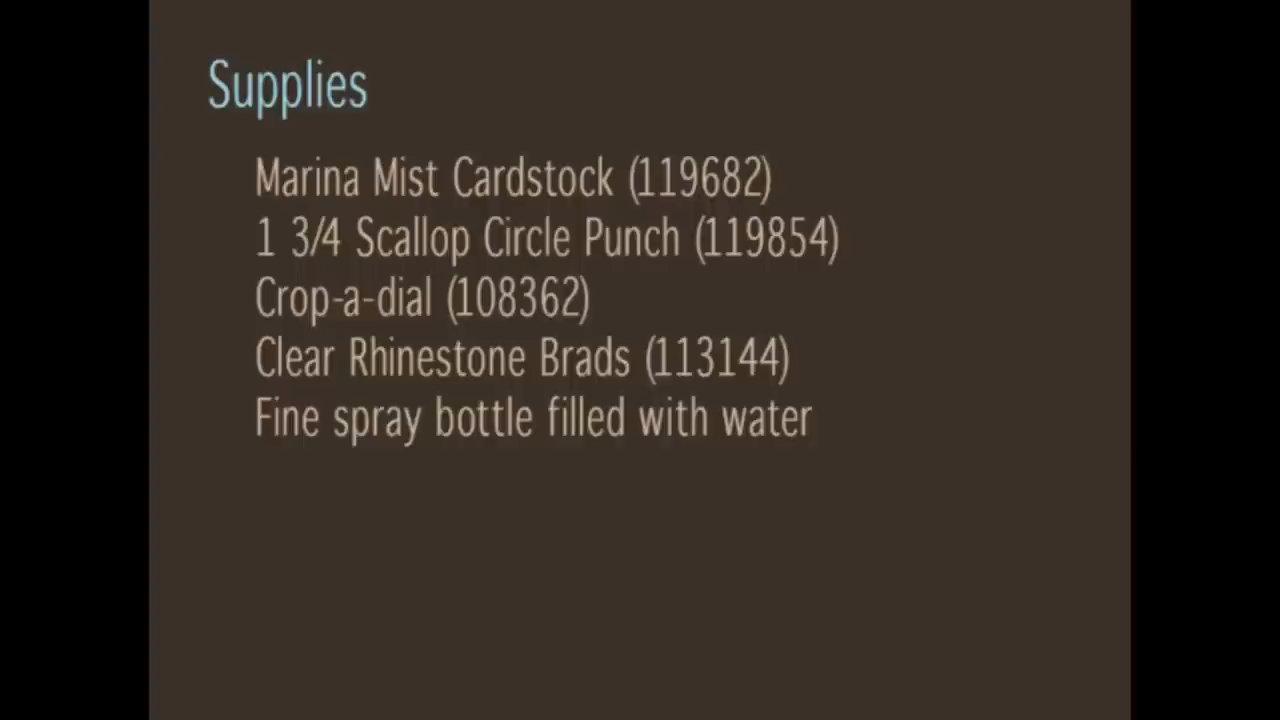 Supplies
Marina Mist Cardstock (119682)
1 3/4 Scallop Circle Punch (119854)
Crop-a-dial (108362)
Clear Rhinestone Brads (113144)
Fine spray bottle filled with water